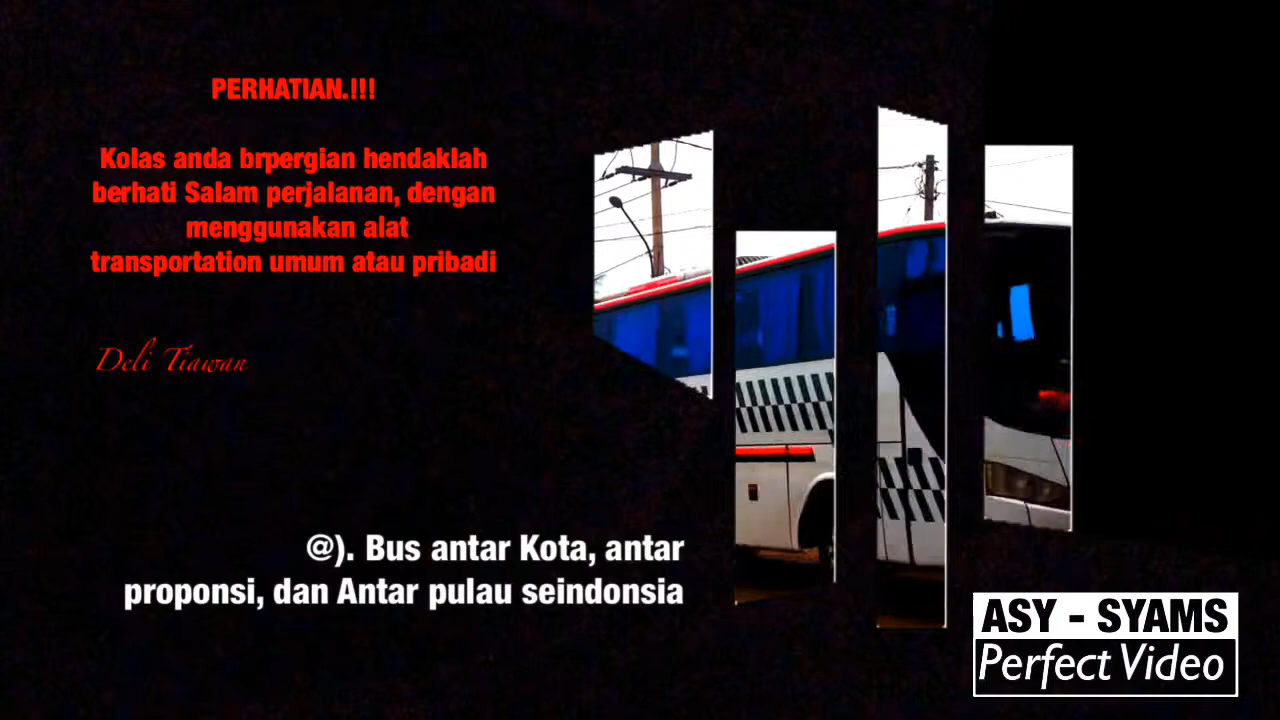 PERHATIAN.!!!
Kolas anda brpergian hendaklah
berhati Salam perjalanan, dengan
menggunakan alat
transportation umum atau pribadi
Deli Tiawan
@). Bus antar Kota, antar
proponsi, dan Antar pulau seindonsia
ASY - SYAMS
Perfect Video